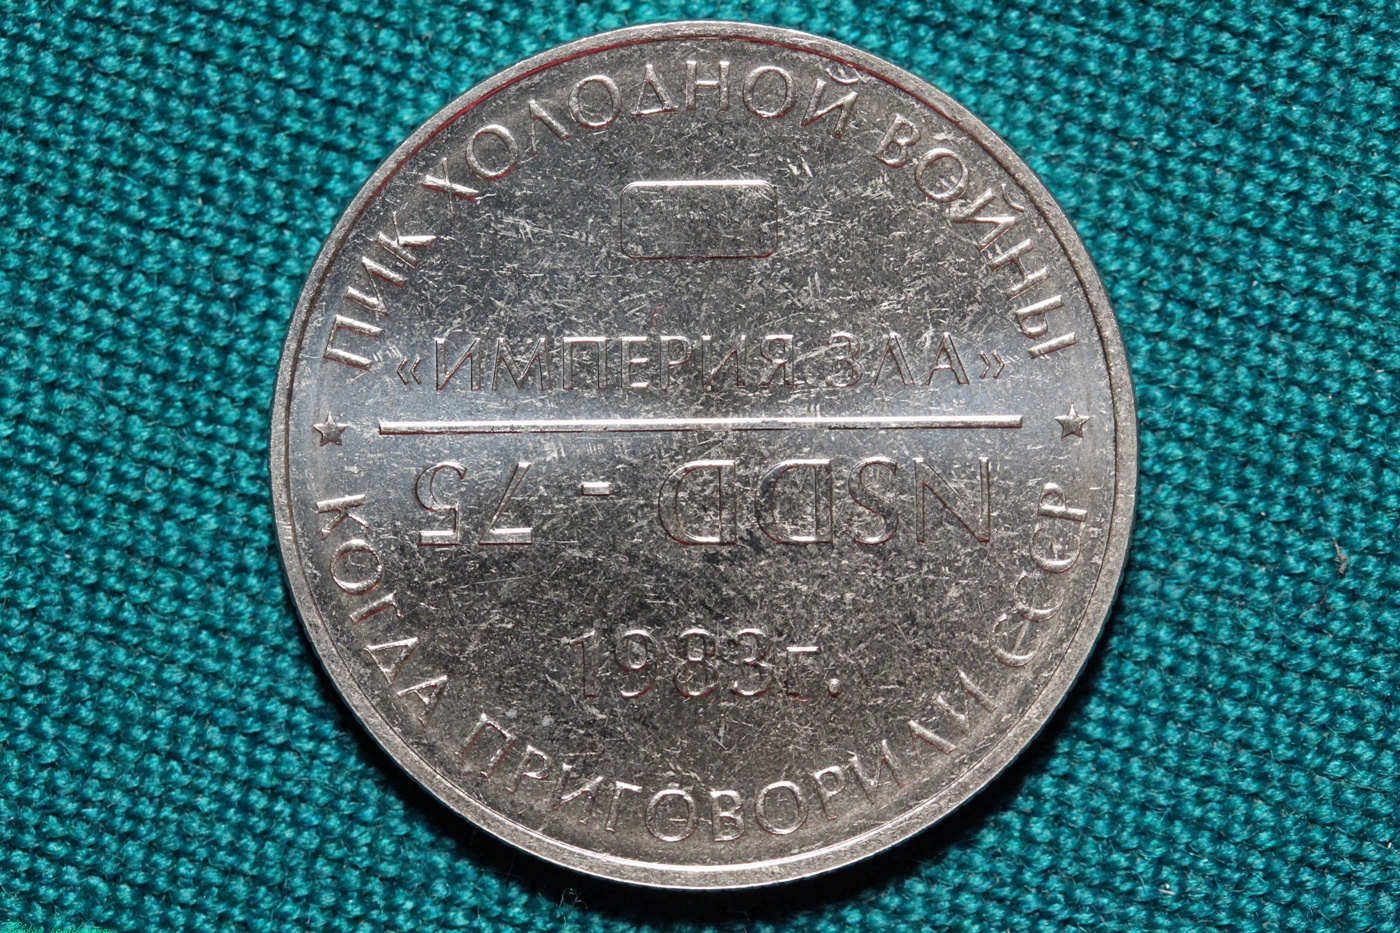 ПИК ХОЛОДНОЙ ВОЙНЫ
«ИМПЕРИЯ ЗЛА»
NSDD - 75
1983г.
КОГДА ПРИГОВОРИЛИ СССР